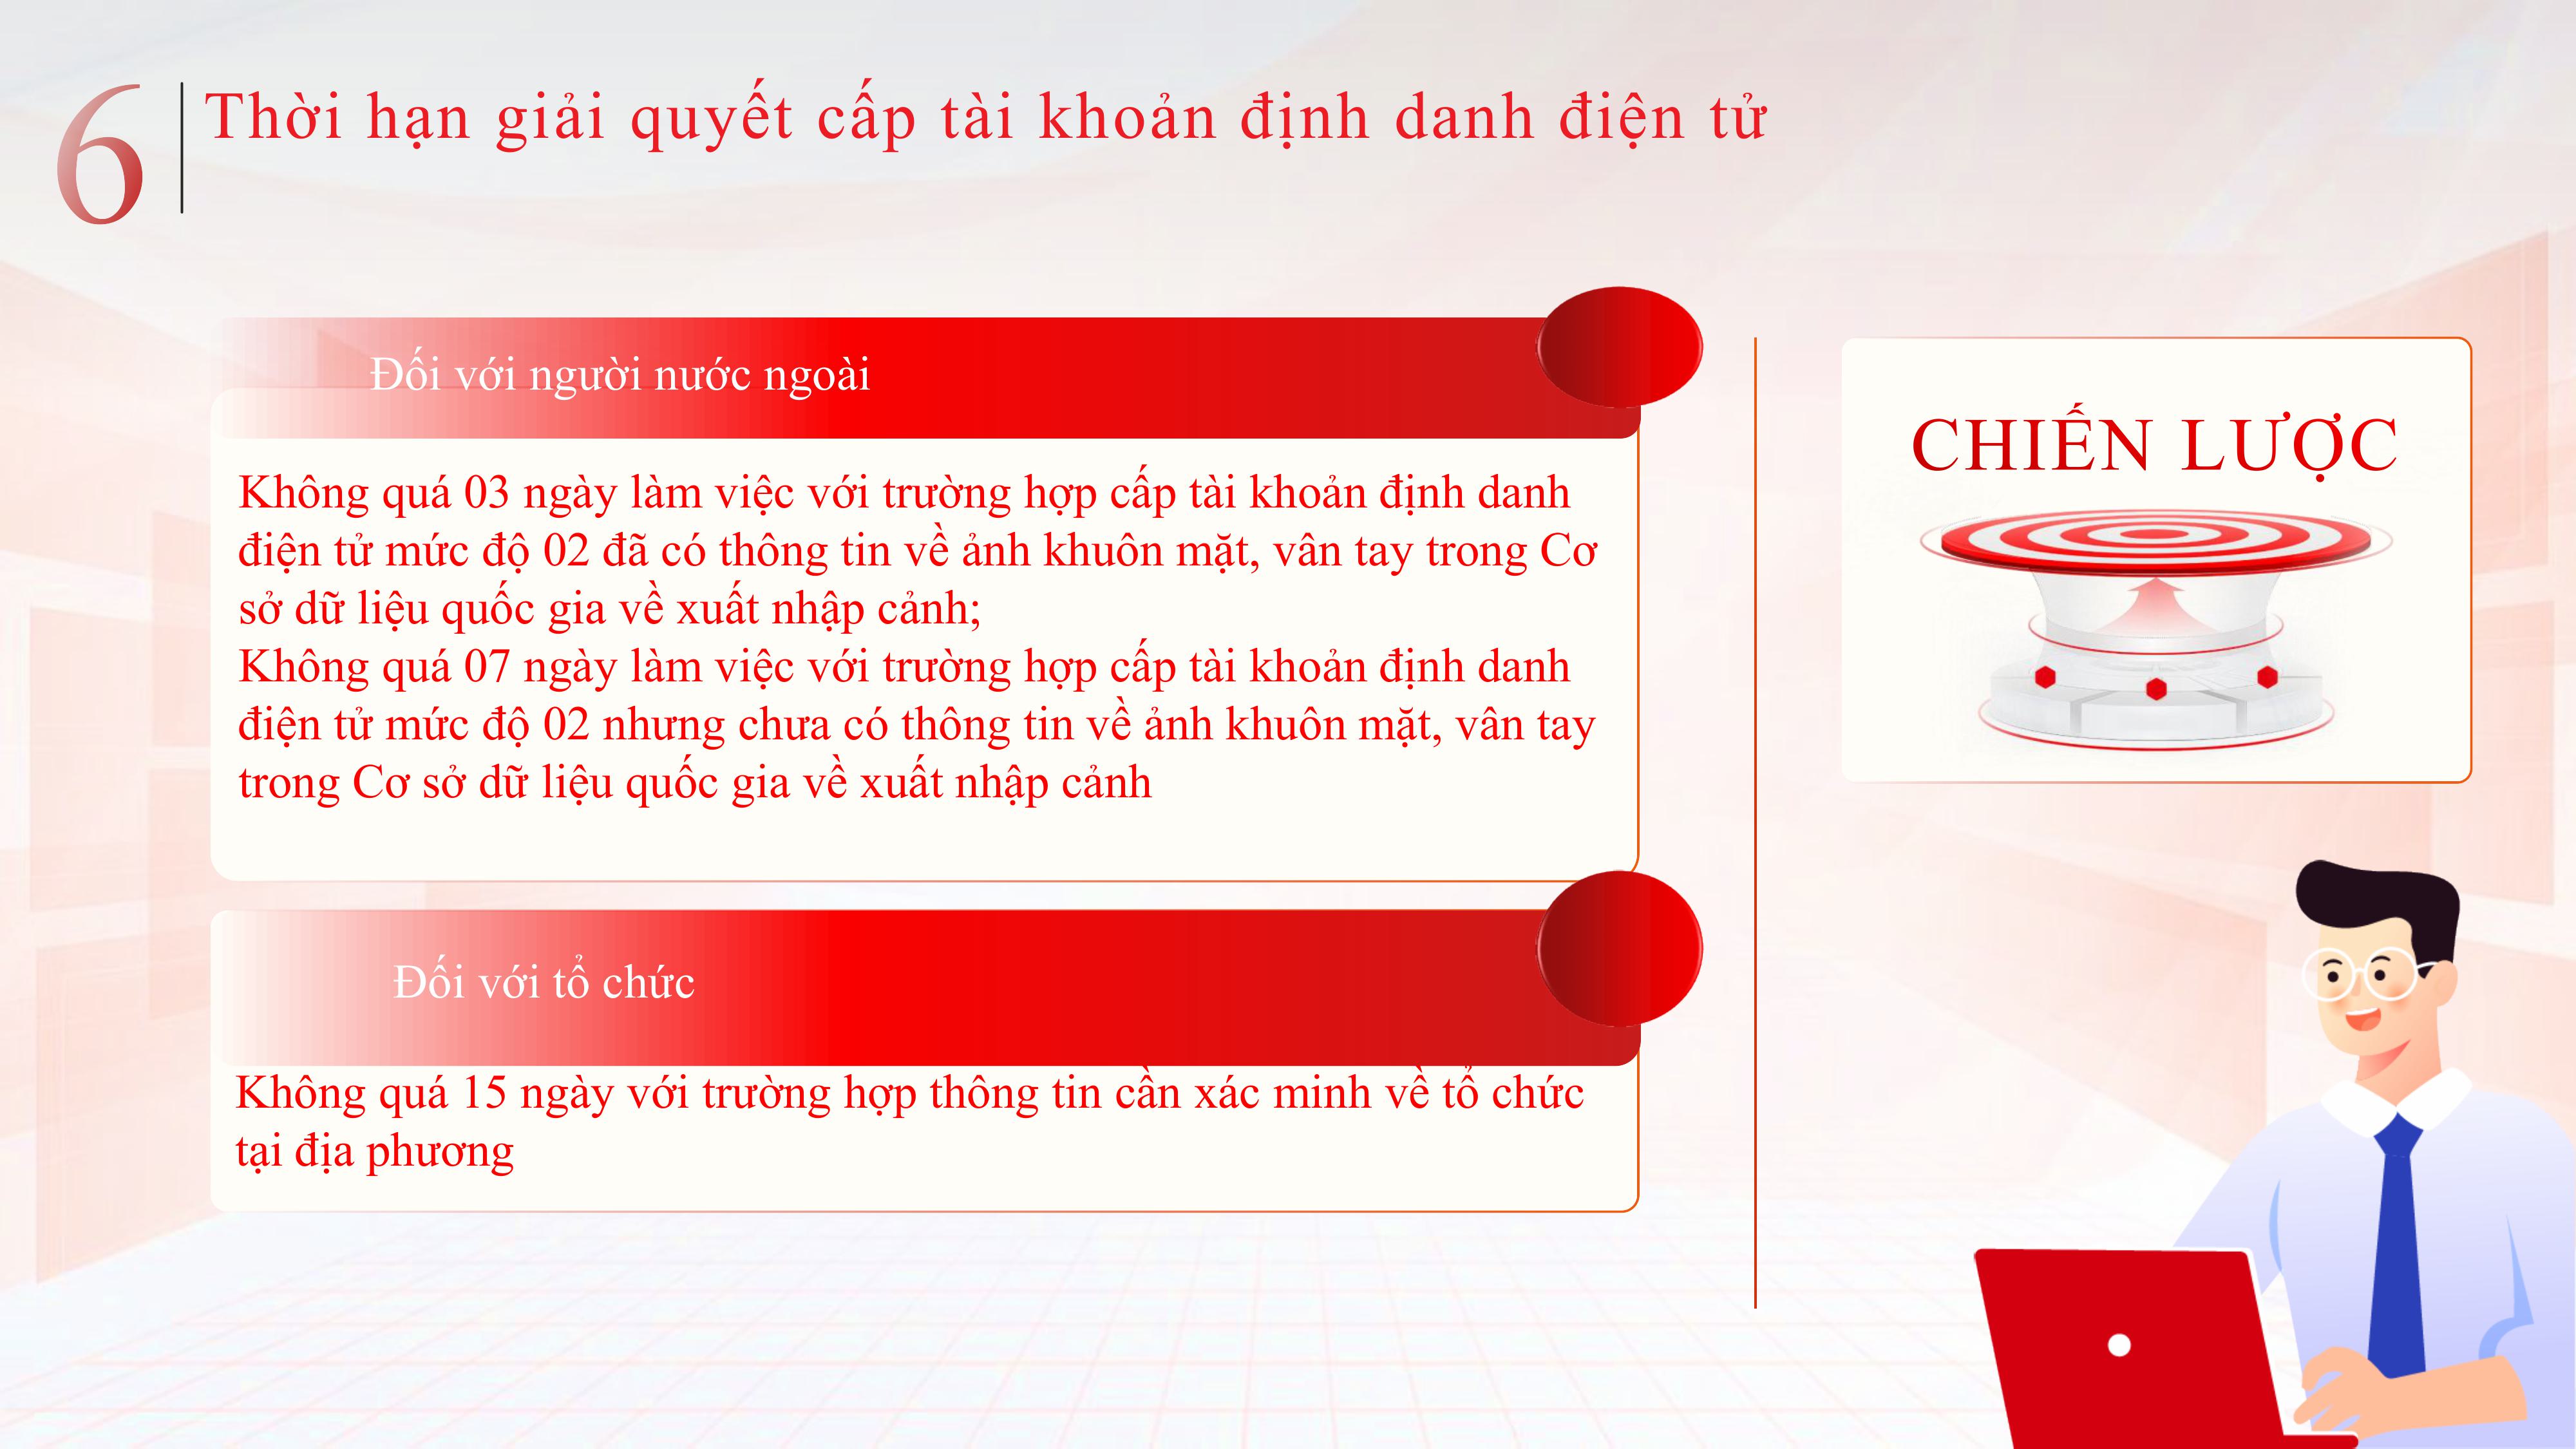 6
Thời hạn giải quyết cấp tài khoản định danh điện tử
Đối với người nước ngoài
Không quá 03 ngày làm việc với trường hợp cấp tài khoản định danh
điện tử mức độ 02 đã có thông tin về ảnh khuôn mặt, vân tay trong Cơ
sở dữ liệu quốc gia về xuất nhập cảnh;
Không quá 07 ngày làm việc với trường hợp cấp tài khoản định danh
điện tử mức độ 02 nhưng chưa có thông tin về ảnh khuôn mặt, vân tay
trong Cơ sở dữ liệu quốc gia về xuất nhập cảnh
Đối với tổ chức
Không quá 15 ngày với trường hợp thông tin cần xác minh về tổ chức
tại địa phương
CHIẾN LƯỢC